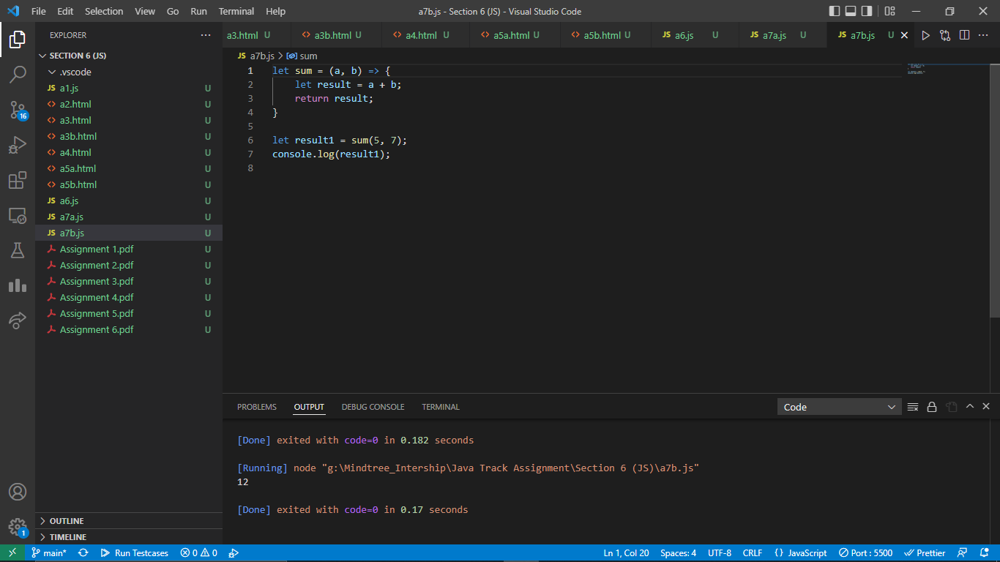 File Edit Selection View Go Run Terminal Help a7b.js - Section 6 (JS) - Visual Studio Code
EXPLORER ···
SECTION 6 (JS)
.vscode
JS a1.js U
<> a2.html U
<> a3.html U
<> a3b.html U
<> a4.html U
<> a5a.html U
<> a5b.html U
JS a6.js U
JS a7a.js U
JS a7b.js U
Assignment 1.pdf U
Assignment 2.pdf U
Assignment 3.pdf U
Assignment 4.pdf U
Assignment 5.pdf U
Assignment 6.pdf U
OUTLINE
TIMELINE
16
1
a3.html U <> a3b.html U <> a4.html U <> a5a.html U <> a5b.html U JS a6.js U JS a7a.js U JS a7b.js U
JS a7b.js > sum
1 let sum = (a, b) => {
2 let result = a + b;
3 return result;
4 }
5
6 let result1 = sum(5, 7);
7 console.log(result1);
8
PROBLEMS OUTPUT DEBUG CONSOLE TERMINAL Code
[Done] exited with code=0 in 0.182 seconds
[Running] node "g:\Mindtree_Intership\Java Track Assignment\Section 6 (JS)\a7b.js"
12
[Done] exited with code=0 in 0.17 seconds
main* Run Testcases 0 0 Ln 1, Col 20 Spaces: 4 UTF-8 CRLF {} JavaScript Port : 5500 Prettier